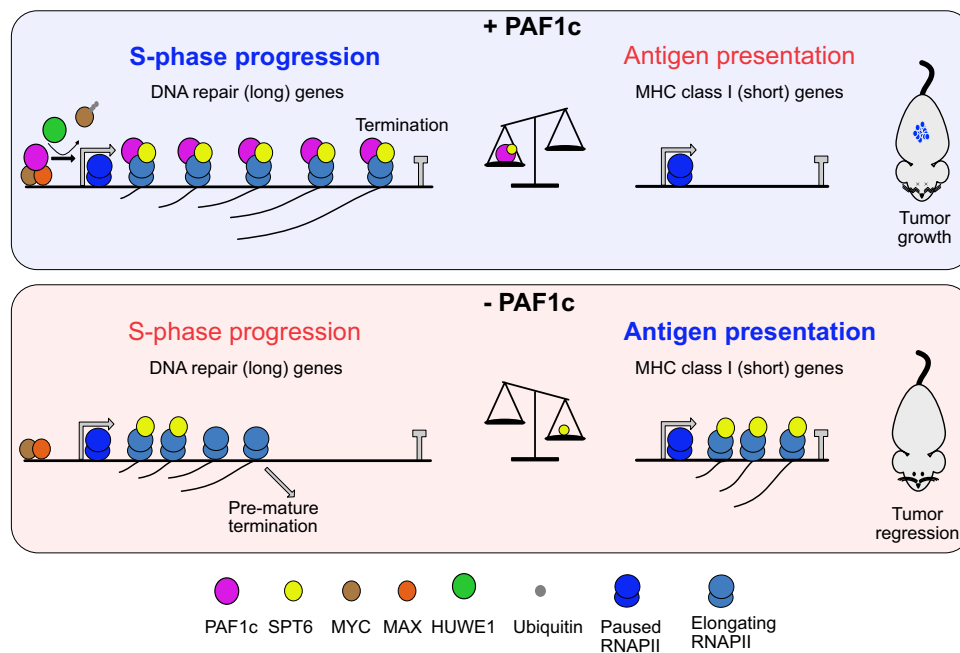 + PAF1c
S-phase progression
DNA repair (long) genes
Termination
Antigen presentation
MHC class I (short) genes
Tumor
growth
- PAF1c
S-phase progression
DNA repair (long) genes
Pre-mature
termination
Antigen presentation
MHC class I (short) genes
Tumor
regression
PAF1c
SPT6
MYC
MAX
HUWE1
Ubiquitin
Paused
RNAPII
Elongating
RNAPII